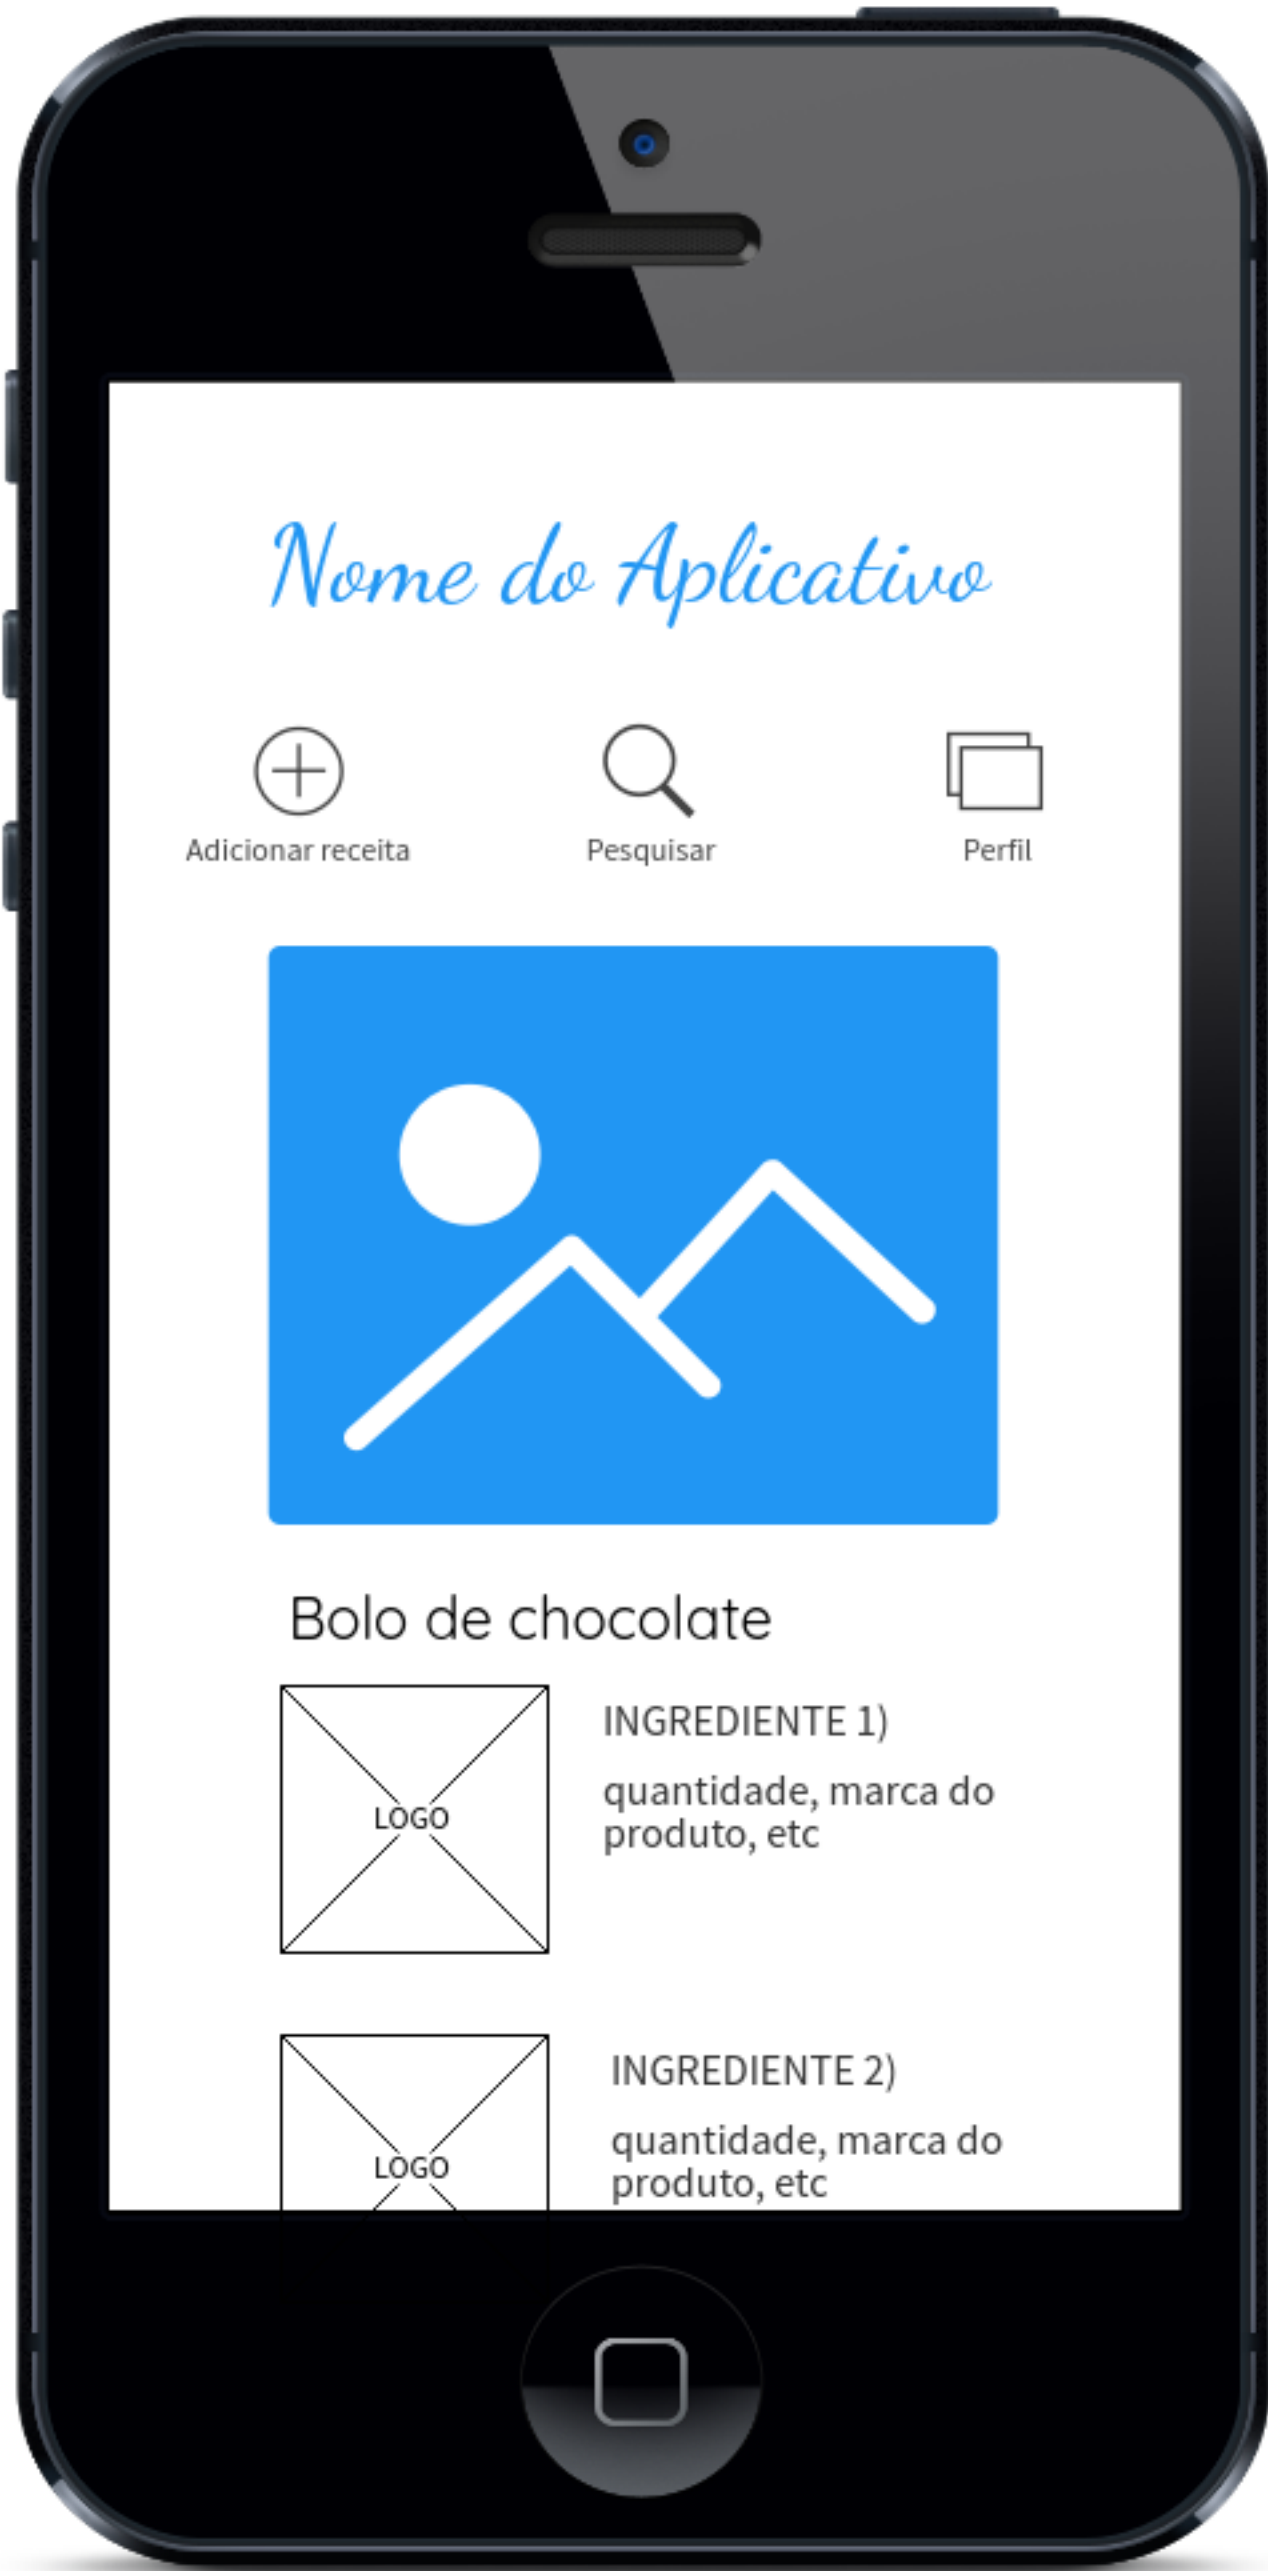 Nome do Aplicativo
Adicionar receita
Pesquisar
Perfil
Bolo de chocolate
LOGO
INGREDIENTE 1)
quantidade, marca do
produto, etc
LOGO
INGREDIENTE 2)
quantidade, marca do
produto, etc